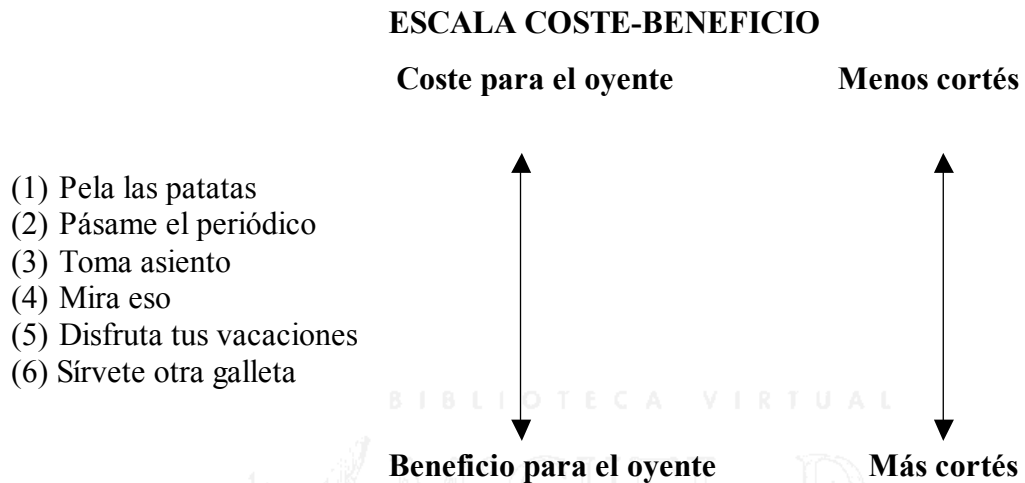 ESCALA COSTE-BENEFICIO
Coste para el oyente Menos cortés
(1) Pela las patatas
(2) Pásame el periódico
(3) Toma asiento
(4) Mira eso
(5) Disfruta tus vacaciones
(6) Sírvete otra galleta
BIBLIOTECA VIRTUAL
Beneficio para el oyente Más cortés